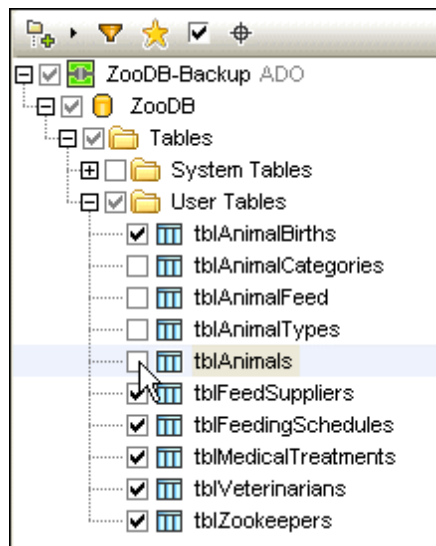 ZooDB-Backup ADO
ZooDB
Tables
System Tables
User Tables
tblAnimalBirths
tblAnimalCategories
tblAnimalFeed
tblAnimalTypes
tblAnimals
tblFeedSuppliers
tblFeedingSchedules
tblMedicalTreatments
tblVeterinarians
tblZookeepers